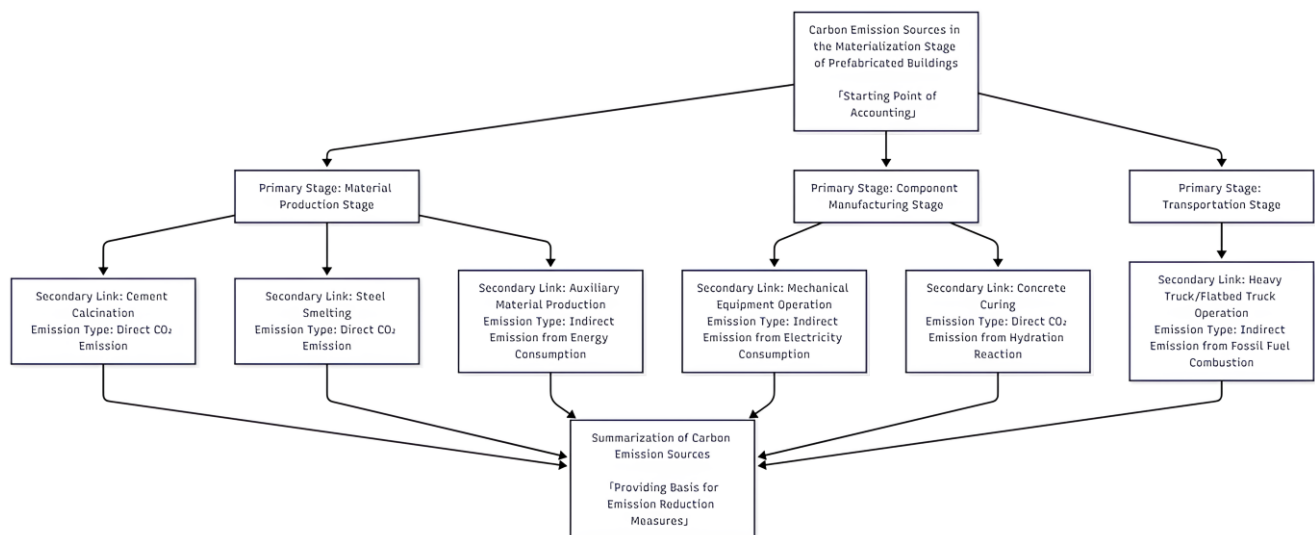 Carbon Emission Sources in
the Materialization Stage
of Prefabricated Buildings
「Starting Point of
Accounting」
Primary Stage: Material
Production Stage
Primary Stage: Component
Manufacturing Stage
Primary Stage:
Transportation Stage
Secondary Link: Cement
Calcination
Emission Type: Direct CO₂
Emission
Secondary Link: Steel
Smelting
Emission Type: Direct CO₂
Emission
Secondary Link: Auxiliary
Material Production
Emission Type: Indirect
Emission from Energy
Consumption
Secondary Link: Mechanical
Equipment Operation
Emission Type: Indirect
Emission from Electricity
Consumption
Secondary Link: Concrete
Curing
Emission Type: Direct CO₂
Emission from Hydration
Reaction
Secondary Link: Heavy
Truck/Flatbed Truck
Operation
Emission Type: Indirect
Emission from Fossil Fuel
Combustion
Summarization of Carbon
Emission Sources
「Providing Basis for
Emission Reduction
Measures」